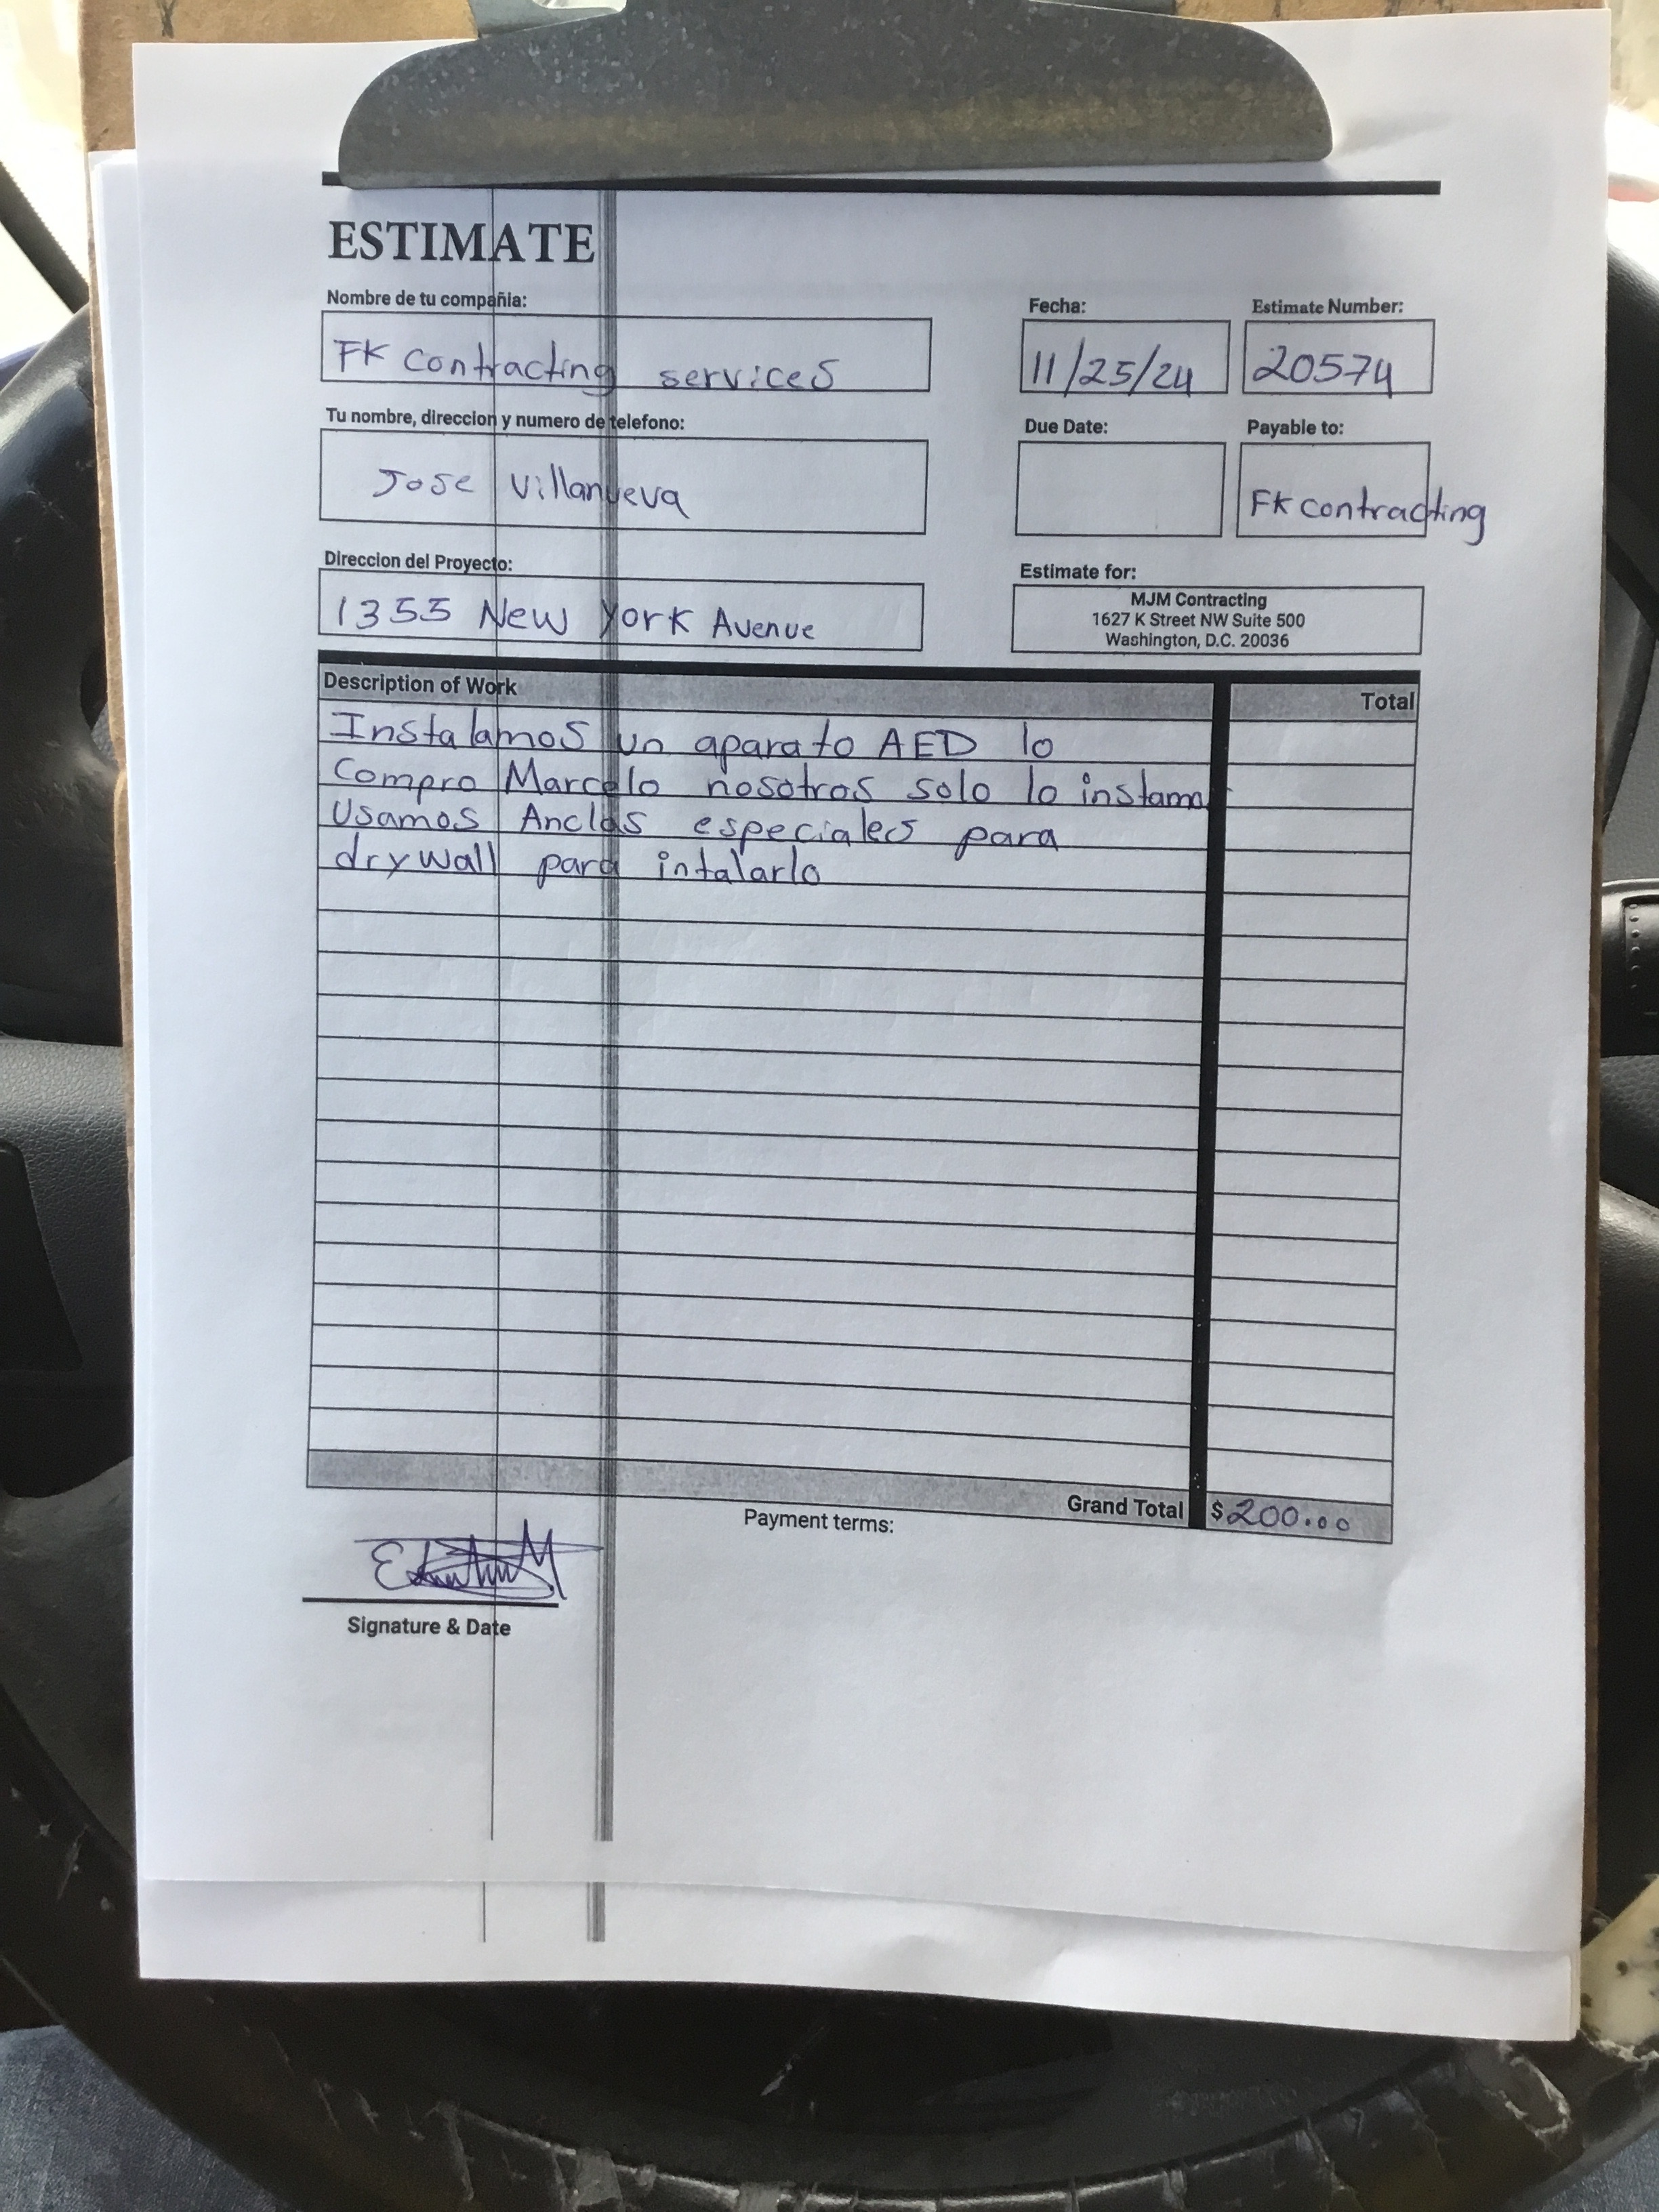 ESTIMATE
Nombre de tu compañia:
FK contracting services
Fecha:
11/25/24
Estimate Number:
20574
Tu nombre, direccion y numero de telefono:
Jose Villanueva
Due Date:
Payable to:
FK contracting
Direccion del Proyecto:
1355 New York Avenue
Estimate for:
MJM Contracting
1627 K Street NW Suite 500
Washington, D.C. 20036
Description of Work
Total
Instalamos un aparato AED lo
Compro Marcelo nosotros solo lo instama
Usamos Anclas especiales para
drywall para intalarlo
Grand Total
$200.00
Payment terms:
Signature & Date